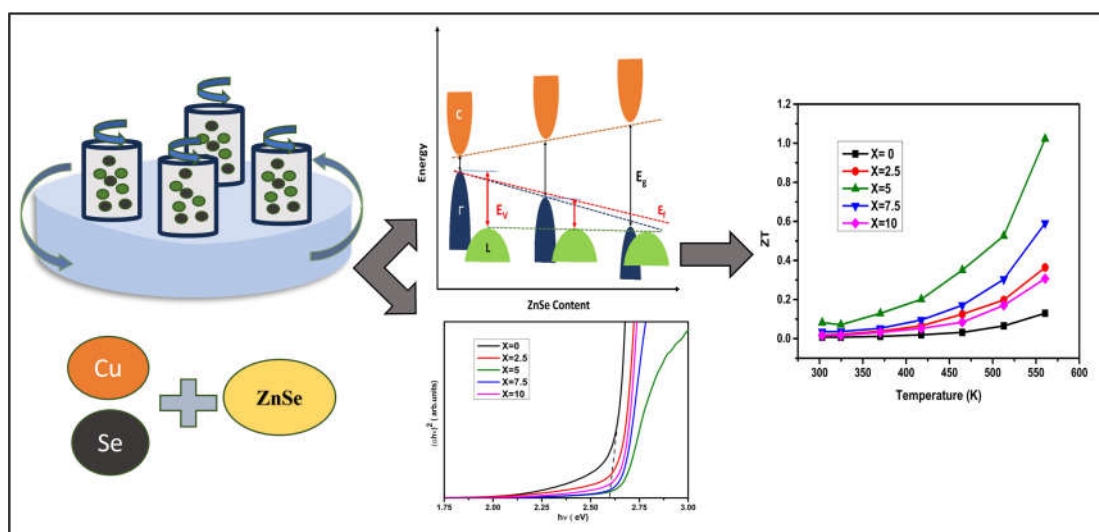 Cu
Se
ZnSe
Energy
C
Γ
E_V
L
E_g
E_f
ZnSe Content
(αhν)² (arb.units)
X=0
X=2.5
X=5
X=7.5
X=10
1.75
2.00
2.25
2.50
2.75
3.00
hν ( eV)
ZT
1.2
1.0
0.8
0.6
0.4
0.2
0.0
X= 0
X=2.5
X=5
X=7.5
X=10
300
350
400
450
500
550
600
Temperature (K)